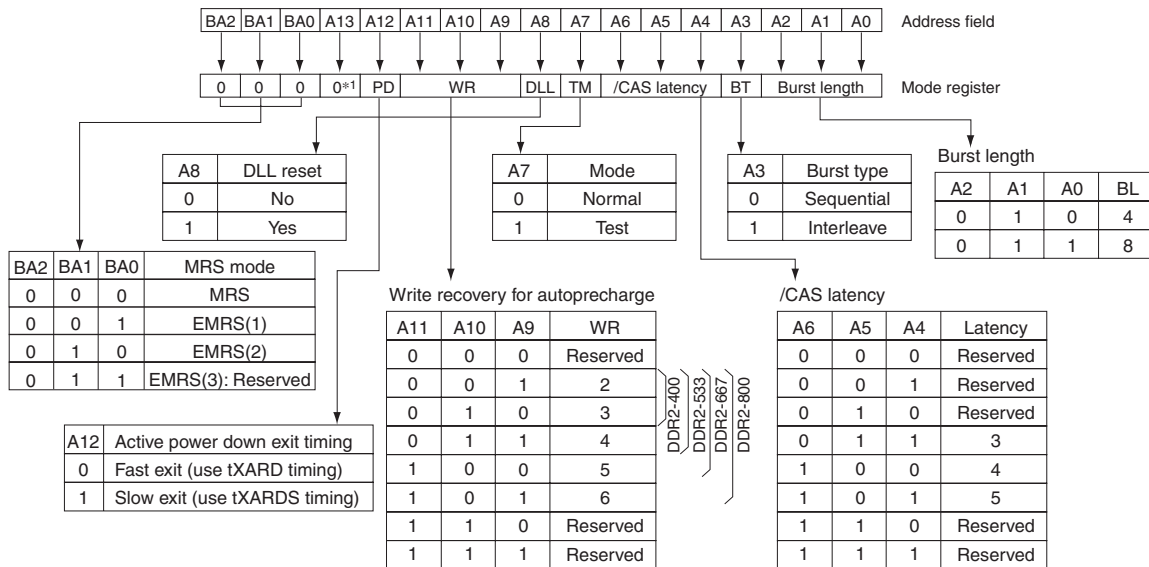 BA2 BA1 BA0 A13 A12 A11 A10 A9 A8 A7 A6 A5 A4 A3 A2 A1 A0 Address field
0 0 0 0*1 PD WR DLL TM /CAS latency BT Burst length Mode register
A8 DLL reset
0 No
1 Yes
A7 Mode
0 Normal
1 Test
A3 Burst type
0 Sequential
1 Interleave
Burst length
A2 A1 A0 BL
0 1 0 4
0 1 1 8
BA2 BA1 BA0 MRS mode
0 0 0 MRS
0 0 1 EMRS(1)
0 1 0 EMRS(2)
0 1 1 EMRS(3): Reserved
A12 Active power down exit timing
0 Fast exit (use tXARD timing)
1 Slow exit (use tXARDS timing)
Write recovery for autoprecharge
A11 A10 A9 WR
0 0 0 Reserved
0 0 1 2
0 1 0 3
0 1 1 4
1 0 0 5
1 0 1 6
1 1 0 Reserved
1 1 1 Reserved
DDR2-400
DDR2-533
DDR2-667
DDR2-800
/CAS latency
A6 A5 A4 Latency
0 0 0 Reserved
0 0 1 Reserved
0 1 0 Reserved
0 1 1 3
1 0 0 4
1 0 1 5
1 1 0 Reserved
1 1 1 Reserved